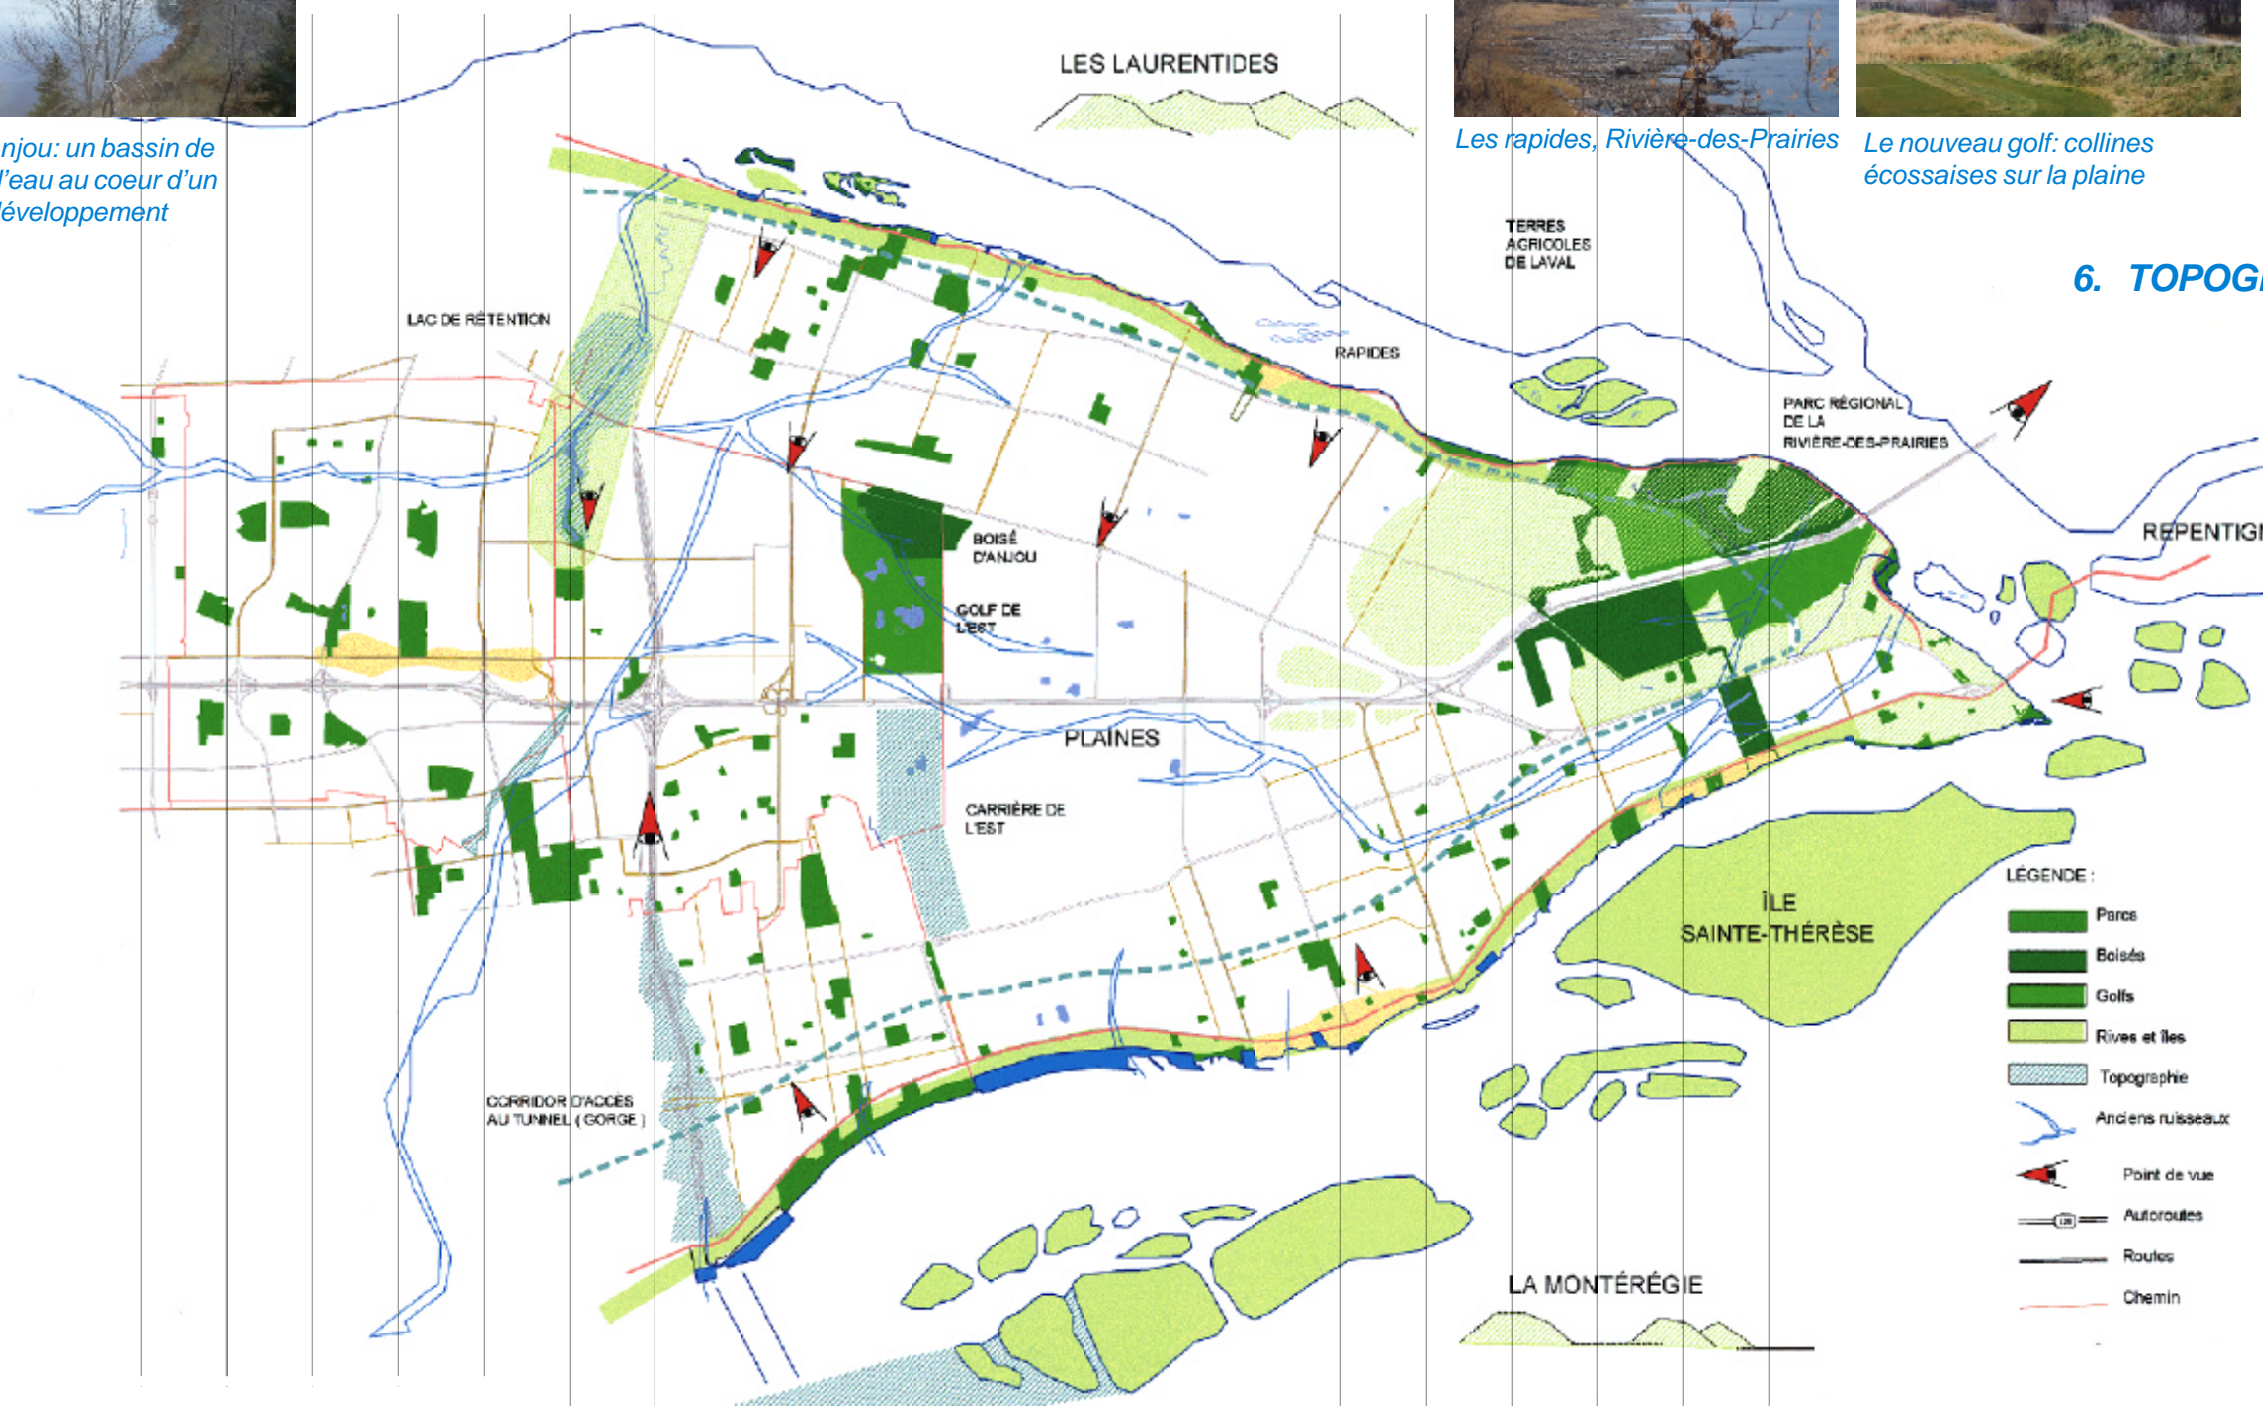 d'un bassin de
l'eau au coeur d'un
développement
Les rapides, Rivière-des-Prairies
Le nouveau golf: collines
écossaises sur la plaine
6. TOPOG
LES LAURENTIDES
TERRES
AGRICOLES
DE LAVAL
LAC DE RÉTENTION
RAPIDES
PARC RÉGIONAL
DE LA
RIVIÈRE-DES-PRAIRIES
REPENTIGN
BOISÉ
D'ANJOU
GOLF DE
L'EST
PLAINES
CARRIÈRE DE
L'EST
ÎLE
SAINTE-THÉRÈSE
CORRIDOR D'ACCÈS
AU TUNNEL ( GORGE )
LA MONTÉRÉGIE
LÉGENDE :
Parcs
Boisés
Golfs
Rives et îles
Topographie
Anciens ruisseaux
Point de vue
Autoroutes
Routes
Chemin